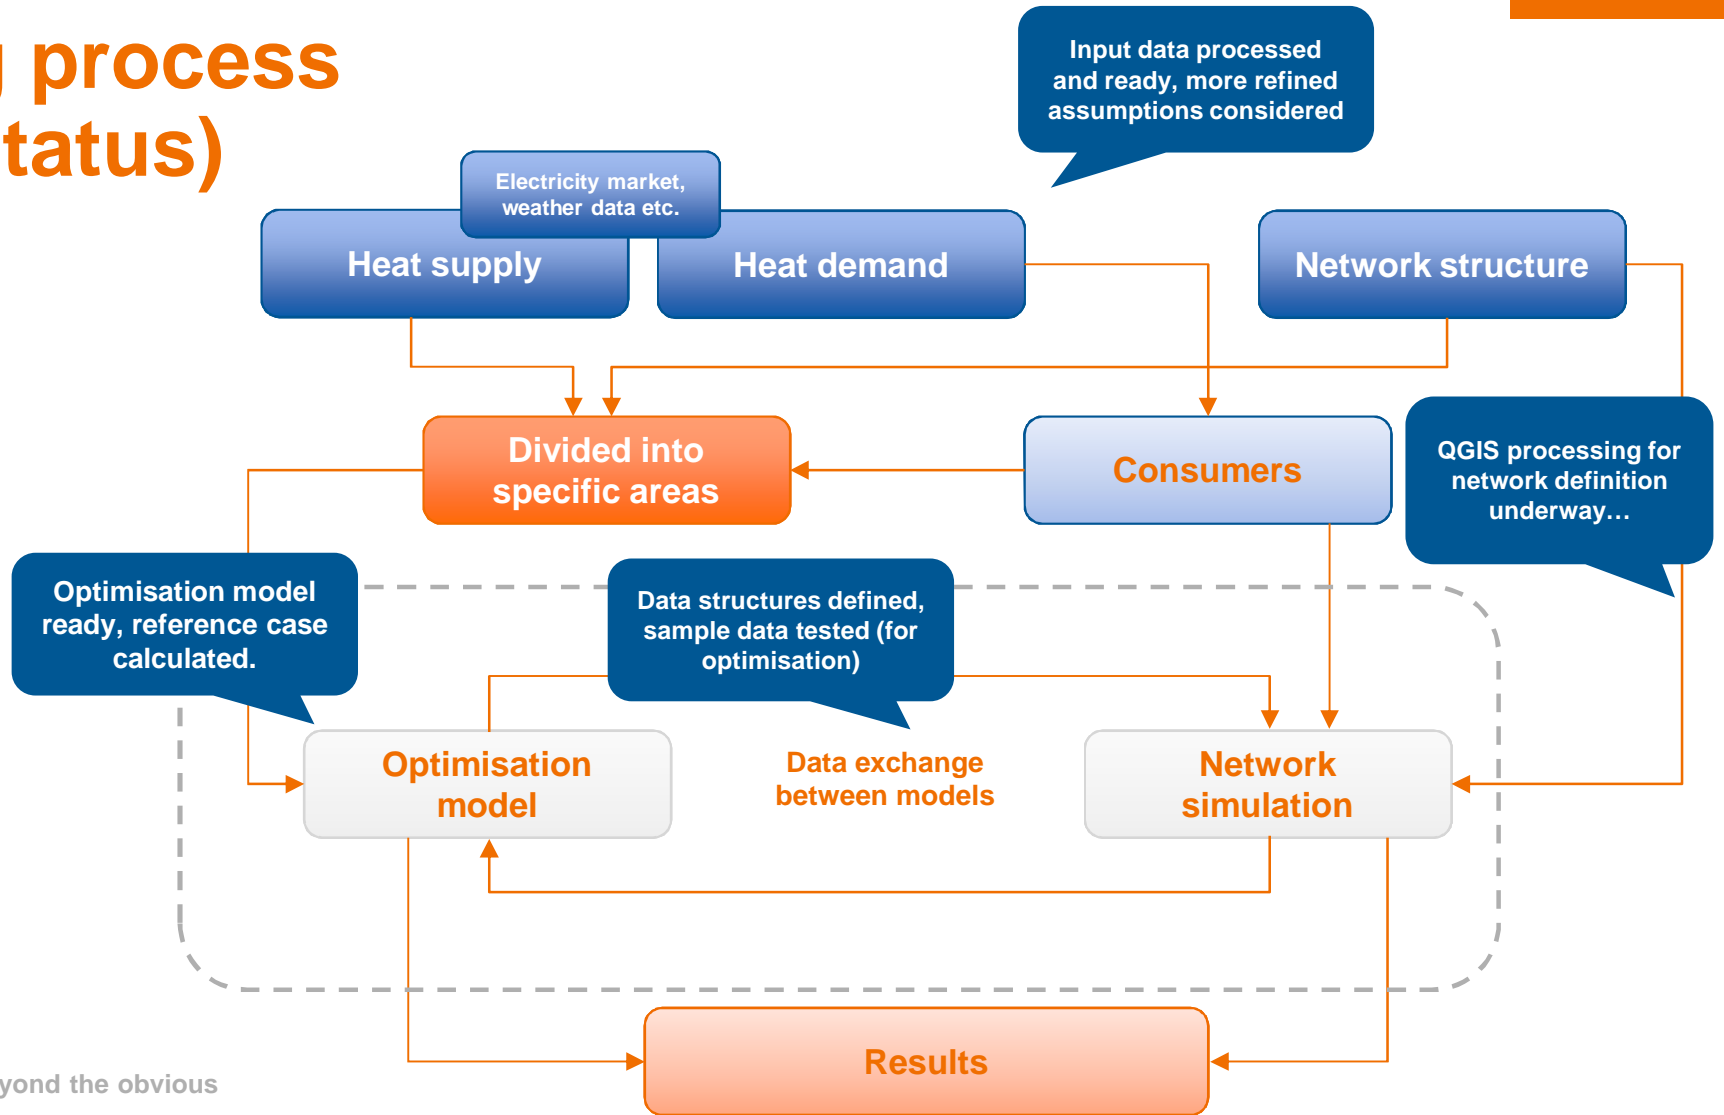 process
tatus)
Input data processed
and ready, more refined
assumptions considered
Electricity market,
weather data etc.
Heat supply
Heat demand
Network structure
Divided into
specific areas
Consumers
QGIS processing for
network definition
underway…
Optimisation model
ready, reference case
calculated.
Data structures defined,
sample data tested (for
optimisation)
Optimisation
model
Data exchange
between models
Network
simulation
Results
yond the obvious